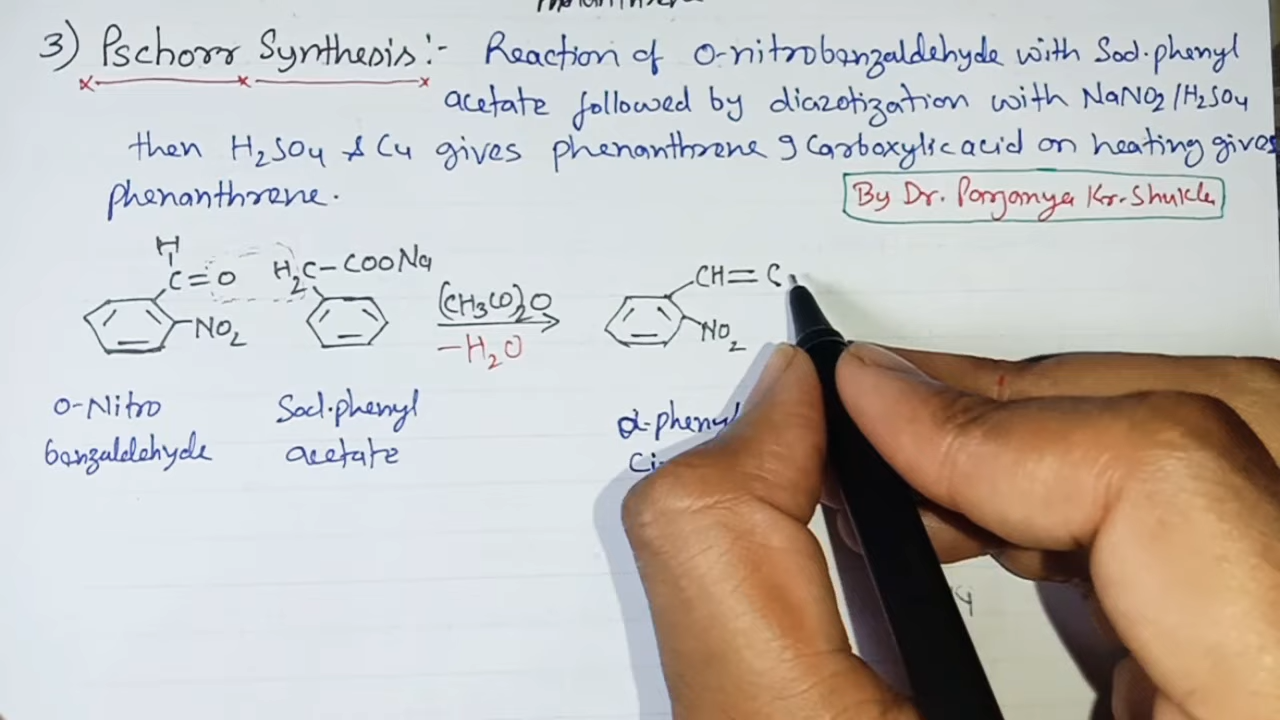 3) Pschorr Synthesis:- Reaction of O-nitrobenzaldehyde with Sod.phenyl
acetate followed by diazotization with NaNO2/H2SO4
then H2SO4 & Cu gives phenanthrene 9 Carboxylic acid on heating gives
phenanthrene.
By Dr. Parjanya Kr. Shukla
H
C=O H2C-COONa
NO2
(CH3CO)2O
-H2O
CH=C
NO2
O-Nitro
benzaldehyde
Sod.phenyl
acetate
α-phenyl